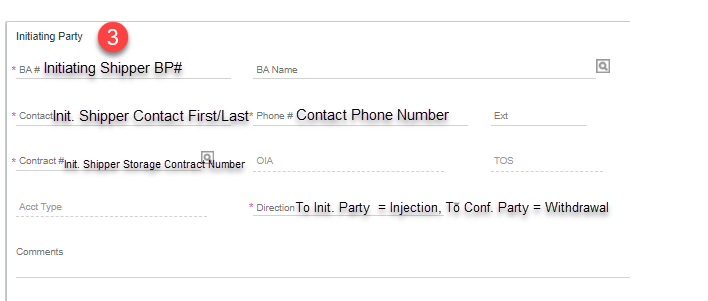 Initiating Party 3
* BA # Initiating Shipper BP# BA Name
* Contact Init. Shipper Contact First/Last * Phone # Contact Phone Number Ext
* Contract # Init. Shipper Storage Contract Number OIA TOS
Acct Type * Direction To Init. Party = Injection, To Conf. Party = Withdrawal
Comments